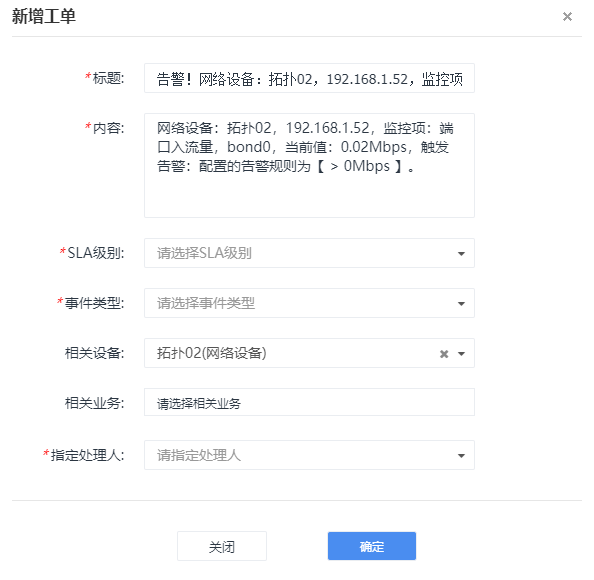 新增工单 ×
*标题: 告警！网络设备：拓扑02，192.168.1.52，监控项
*内容: 网络设备：拓扑02，192.168.1.52，监控项：端
口入流量，bond0，当前值：0.02Mbps，触发
告警：配置的告警规则为【 > 0Mbps 】。
*SLA级别: 请选择SLA级别
*事件类型: 请选择事件类型
相关设备: 拓扑02(网络设备)
相关业务: 请选择相关业务
*指定处理人: 请指定处理人
关闭 确定